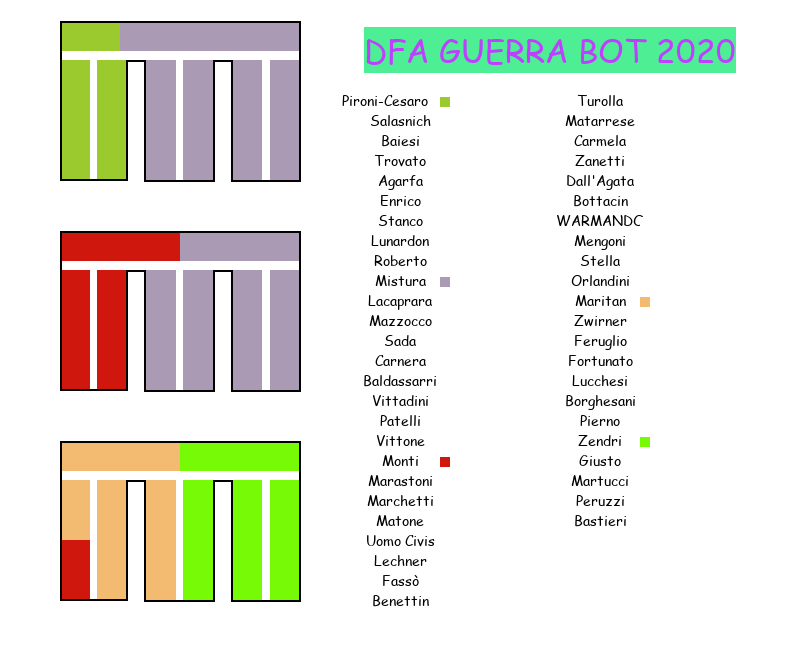 DFA GUERRA BOT 2020
Pironi-Cesaro
Salasnich
Baiesi
Trovato
Agarfa
Enrico
Stanco
Lunardon
Roberto
Mistura
Lacaprara
Mazzocco
Sada
Carnera
Baldassarri
Vittadini
Patelli
Vittone
Monti
Marastoni
Marchetti
Matone
Uomo Civis
Lechner
Fassò
Benettin
Turolla
Matarrese
Carmela
Zanetti
Dall'Agata
Bottacin
WARMANDC
Mengoni
Stella
Orlandini
Maritan
Zwirner
Feruglio
Fortunato
Lucchesi
Borghesani
Pierno
Zendri
Giusto
Martucci
Peruzzi
Bastieri